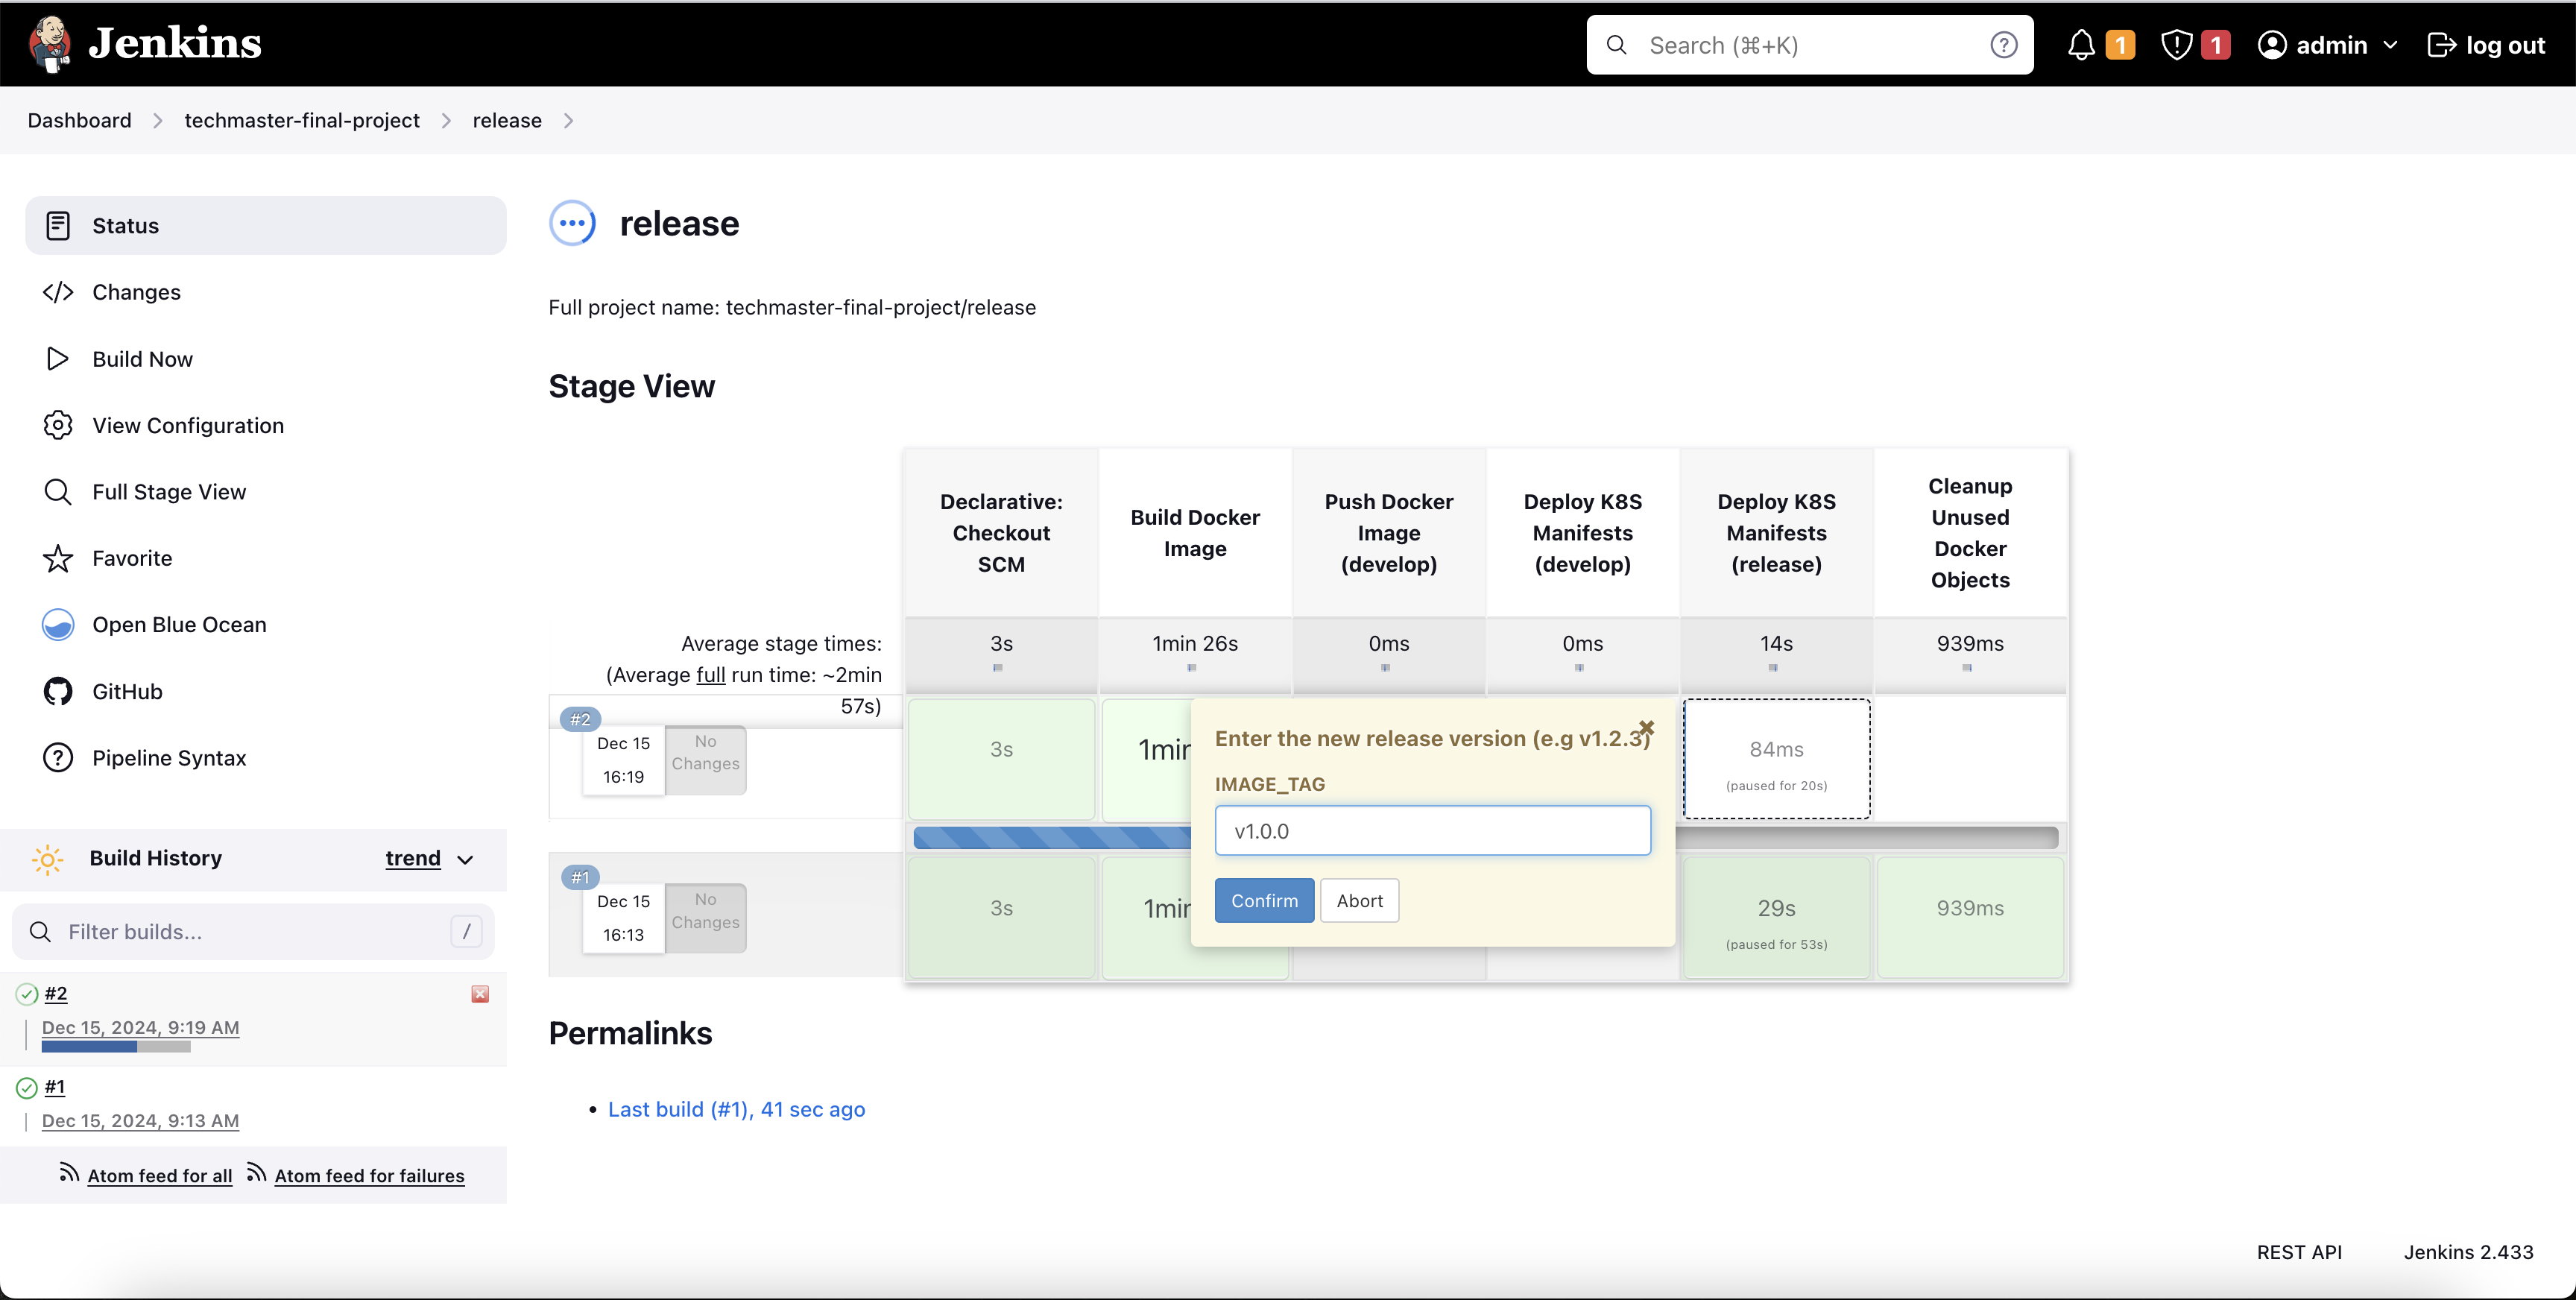 Jenkins
Search (⌘+K)
?
1
1
admin
log out
Dashboard
techmaster-final-project
release
Status
Changes
Build Now
View Configuration
Full Stage View
Favorite
Open Blue Ocean
GitHub
Pipeline Syntax
Build History
trend
Filter builds...
/
#2
Dec 15, 2024, 9:19 AM
#1
Dec 15, 2024, 9:13 AM
Atom feed for all
Atom feed for failures
release
Full project name: techmaster-final-project/release
Stage View
Declarative:
Checkout
SCM
Build Docker
Image
Push Docker
Image
(develop)
Deploy K8S
Manifests
(develop)
Deploy K8S
Manifests
(release)
Cleanup
Unused
Docker
Objects
Average stage times:
(Average full run time: ~2min
57s)
3s
1min 26s
0ms
0ms
14s
939ms
#2
Dec 15
16:19
No
Changes
3s
1min
84ms
(paused for 20s)
Enter the new release version (e.g v1.2.3)
IMAGE_TAG
v1.0.0
Confirm
Abort
#1
Dec 15
16:13
No
Changes
3s
1min
29s
(paused for 53s)
939ms
Permalinks
Last build (#1), 41 sec ago
REST API
Jenkins 2.433